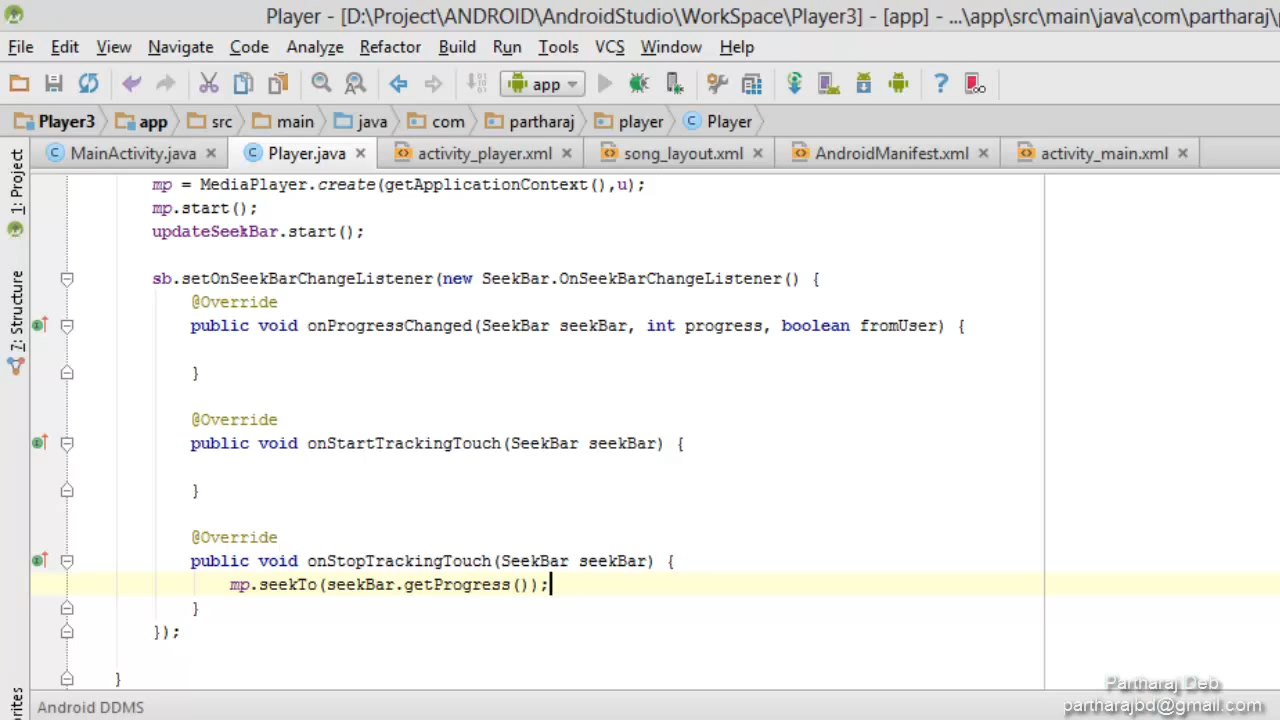 Player - [D:\Project\ANDROID\AndroidStudio\WorkSpace\Player3] - [app] - ...\app\src\main\java\com\partharaj\
File Edit View Navigate Code Analyze Refactor Build Run Tools VCS Window Help
app
Player3 app src main java com partharaj player Player
MainActivity.java Player.java activity_player.xml song_layout.xml AndroidManifest.xml activity_main.xml
1: Project
7: Structure
mp = MediaPlayer.create(getApplicationContext(),u);
mp.start();
updateSeekBar.start();
sb.setOnSeekBarChangeListener(new SeekBar.OnSeekBarChangeListener() {
@Override
public void onProgressChanged(SeekBar seekBar, int progress, boolean fromUser) {
}
@Override
public void onStartTrackingTouch(SeekBar seekBar) {
}
@Override
public void onStopTrackingTouch(SeekBar seekBar) {
mp.seekTo(seekBar.getProgress());
}
});
}
Android DDMS
Partharaj Deb
partharajbd@gmail.com